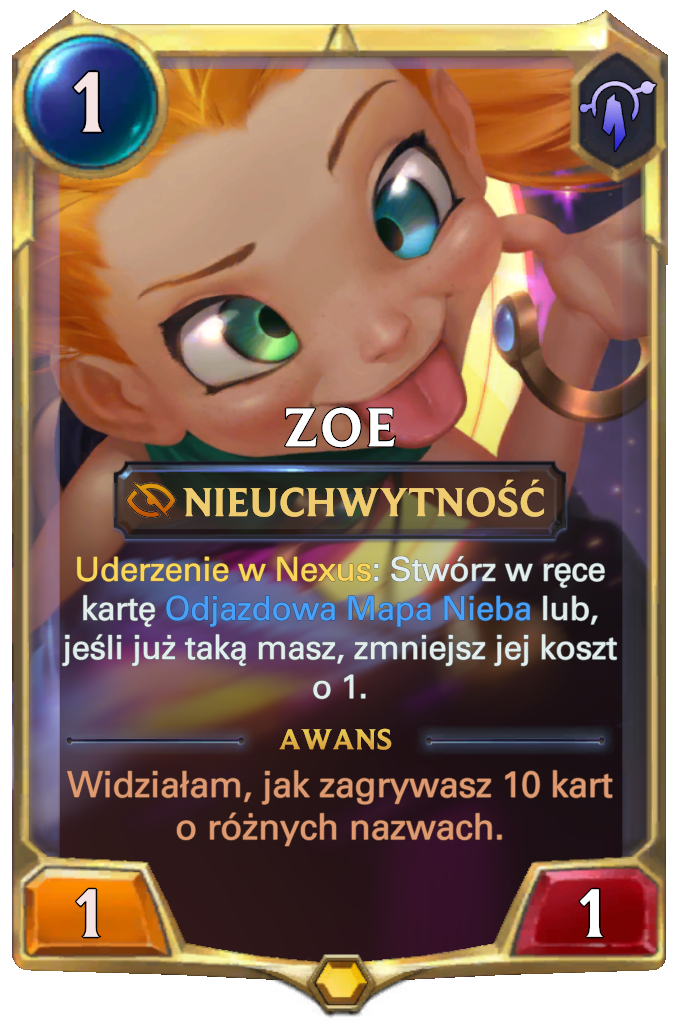 1
ZOE
NIEUCHWYTNOŚĆ
Uderzenie w Nexus: Stwórz w ręce
kartę Odjazdowa Mapa Nieba lub,
jeśli już taką masz, zmniejsz jej koszt
o 1.
AWANS
Widziałam, jak zagrywasz 10 kart
o różnych nazwach.
1
1